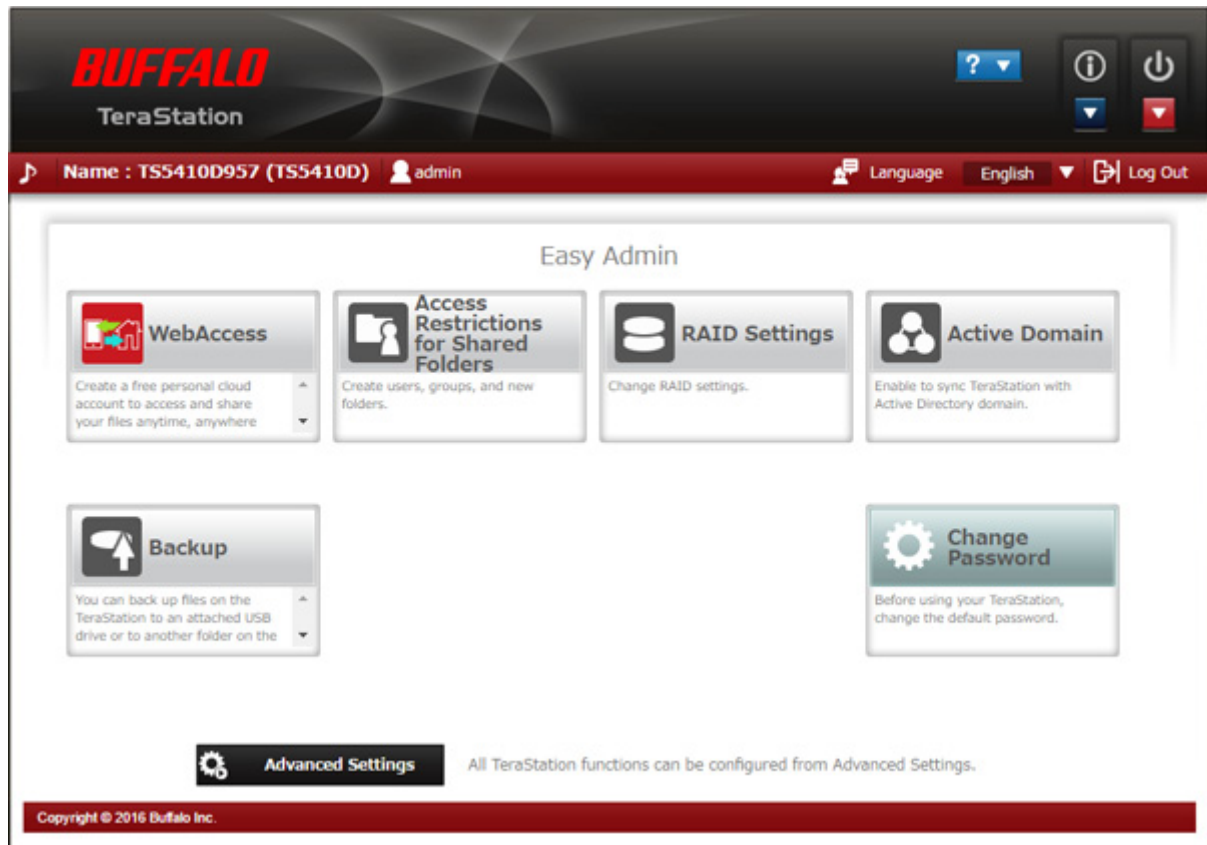 BUFFALO
TeraStation
?
Name : TS5410D957 (TS5410D)
admin
Language
English
Log Out
Easy Admin
WebAccess
Create a free personal cloud
account to access and share
your files anytime, anywhere
Access
Restrictions
for Shared
Folders
Create users, groups, and new
folders.
RAID Settings
Change RAID settings.
Active Domain
Enable to sync TeraStation with
Active Directory domain.
Backup
You can back up files on the
TeraStation to an attached USB
drive or to another folder on the
Change
Password
Before using your TeraStation,
change the default password.
Advanced Settings
All TeraStation functions can be configured from Advanced Settings.
Copyright © 2016 Buffalo Inc.